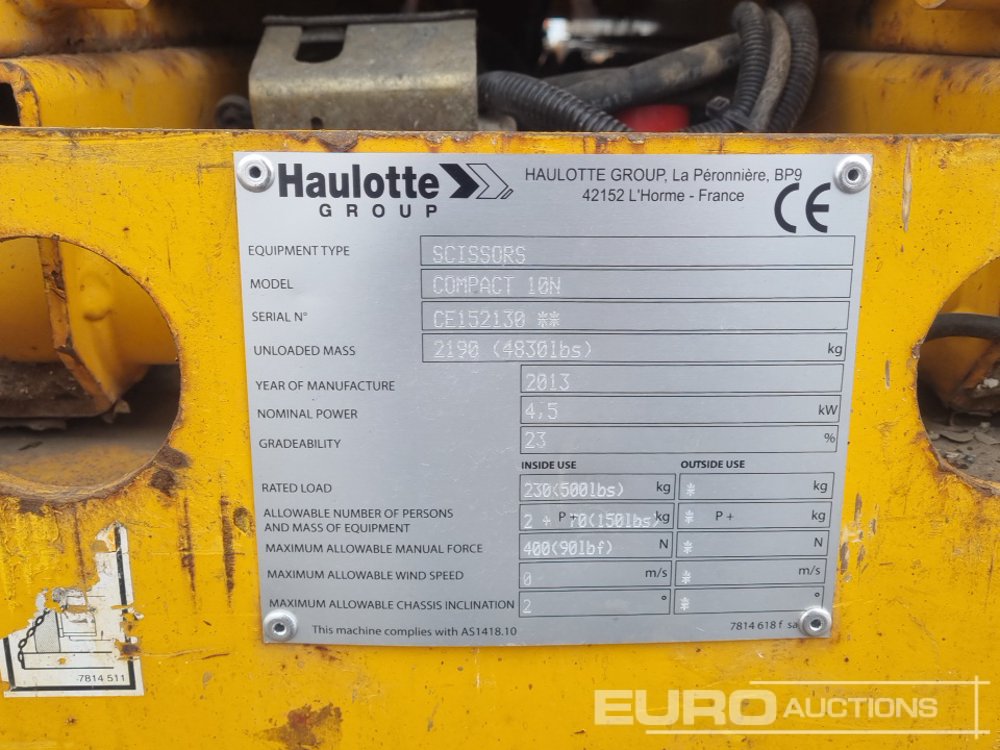 Haulotte
GROUP
HAULOTTE GROUP, La Péronnière, BP9
42152 L'Horme - France
CE
EQUIPMENT TYPE SCISSORS
MODEL COMPACT 10N
SERIAL N° CE152130 **
UNLOADED MASS 2190 (4830lbs) kg
YEAR OF MANUFACTURE 2013
NOMINAL POWER 4,5 kW
GRADEABILITY 23 %
INSIDE USE OUTSIDE USE
RATED LOAD 230(500lbs) kg * kg
ALLOWABLE NUMBER OF PERSONS
AND MASS OF EQUIPMENT 2 + P+ 70(150lbs) kg * P+ kg
MAXIMUM ALLOWABLE MANUAL FORCE 400(90lbf) N * N
MAXIMUM ALLOWABLE WIND SPEED 0 m/s * m/s
MAXIMUM ALLOWABLE CHASSIS INCLINATION 2 ° * °
This machine complies with AS1418.10 7814 618 f sa
7814 511
EURO AUCTIONS